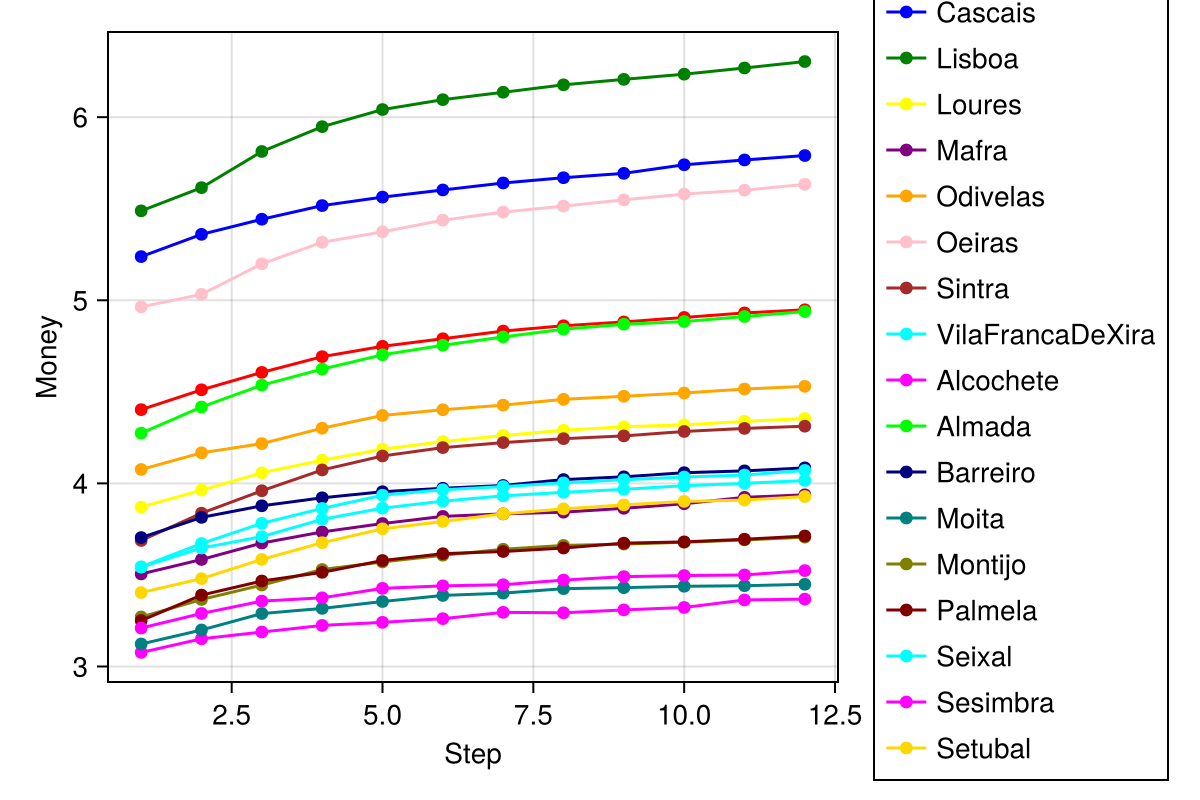 Cascais
Lisboa
Loures
Mafra
Odivelas
Oeiras
Sintra
VilaFrancaDeXira
Alcochete
Almada
Barreiro
Moita
Montijo
Palmela
Seixal
Sesimbra
Setubal
Money
6
5
4
3
2.5 5.0 7.5 10.0 12.5
Step